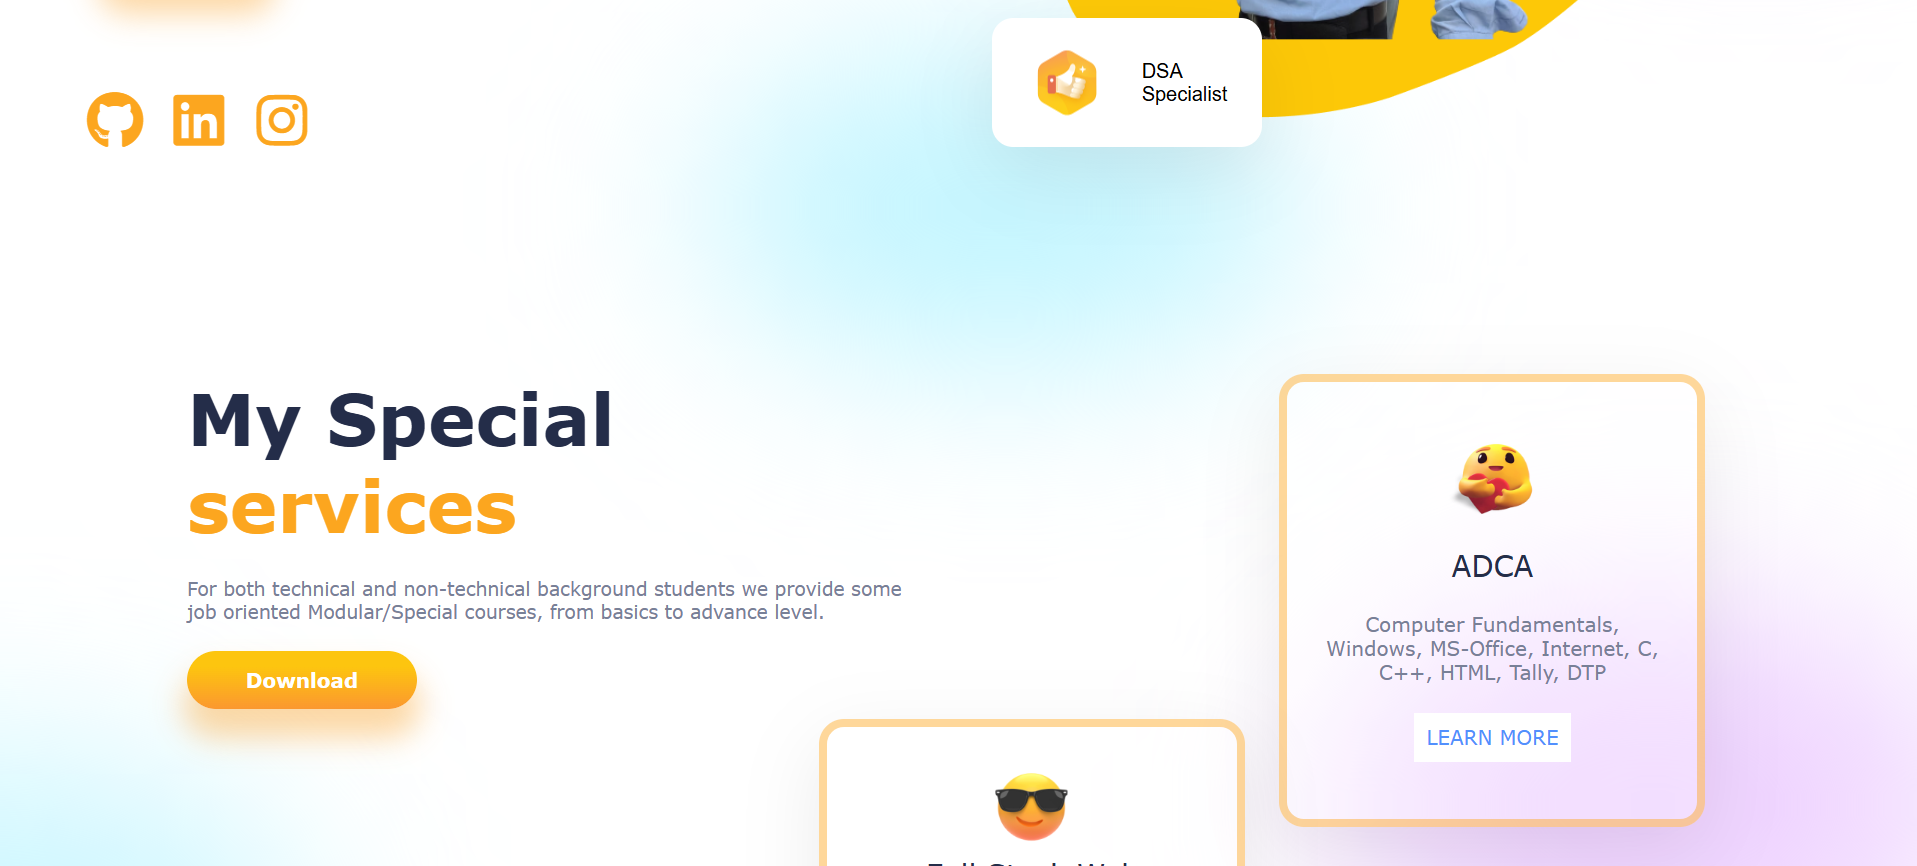 DSA
Specialist
My Special
services
For both technical and non-technical background students we provide some
job oriented Modular/Special courses, from basics to advance level.
Download
ADCA
Computer Fundamentals,
Windows, MS-Office, Internet, C,
C++, HTML, Tally, DTP
LEARN MORE